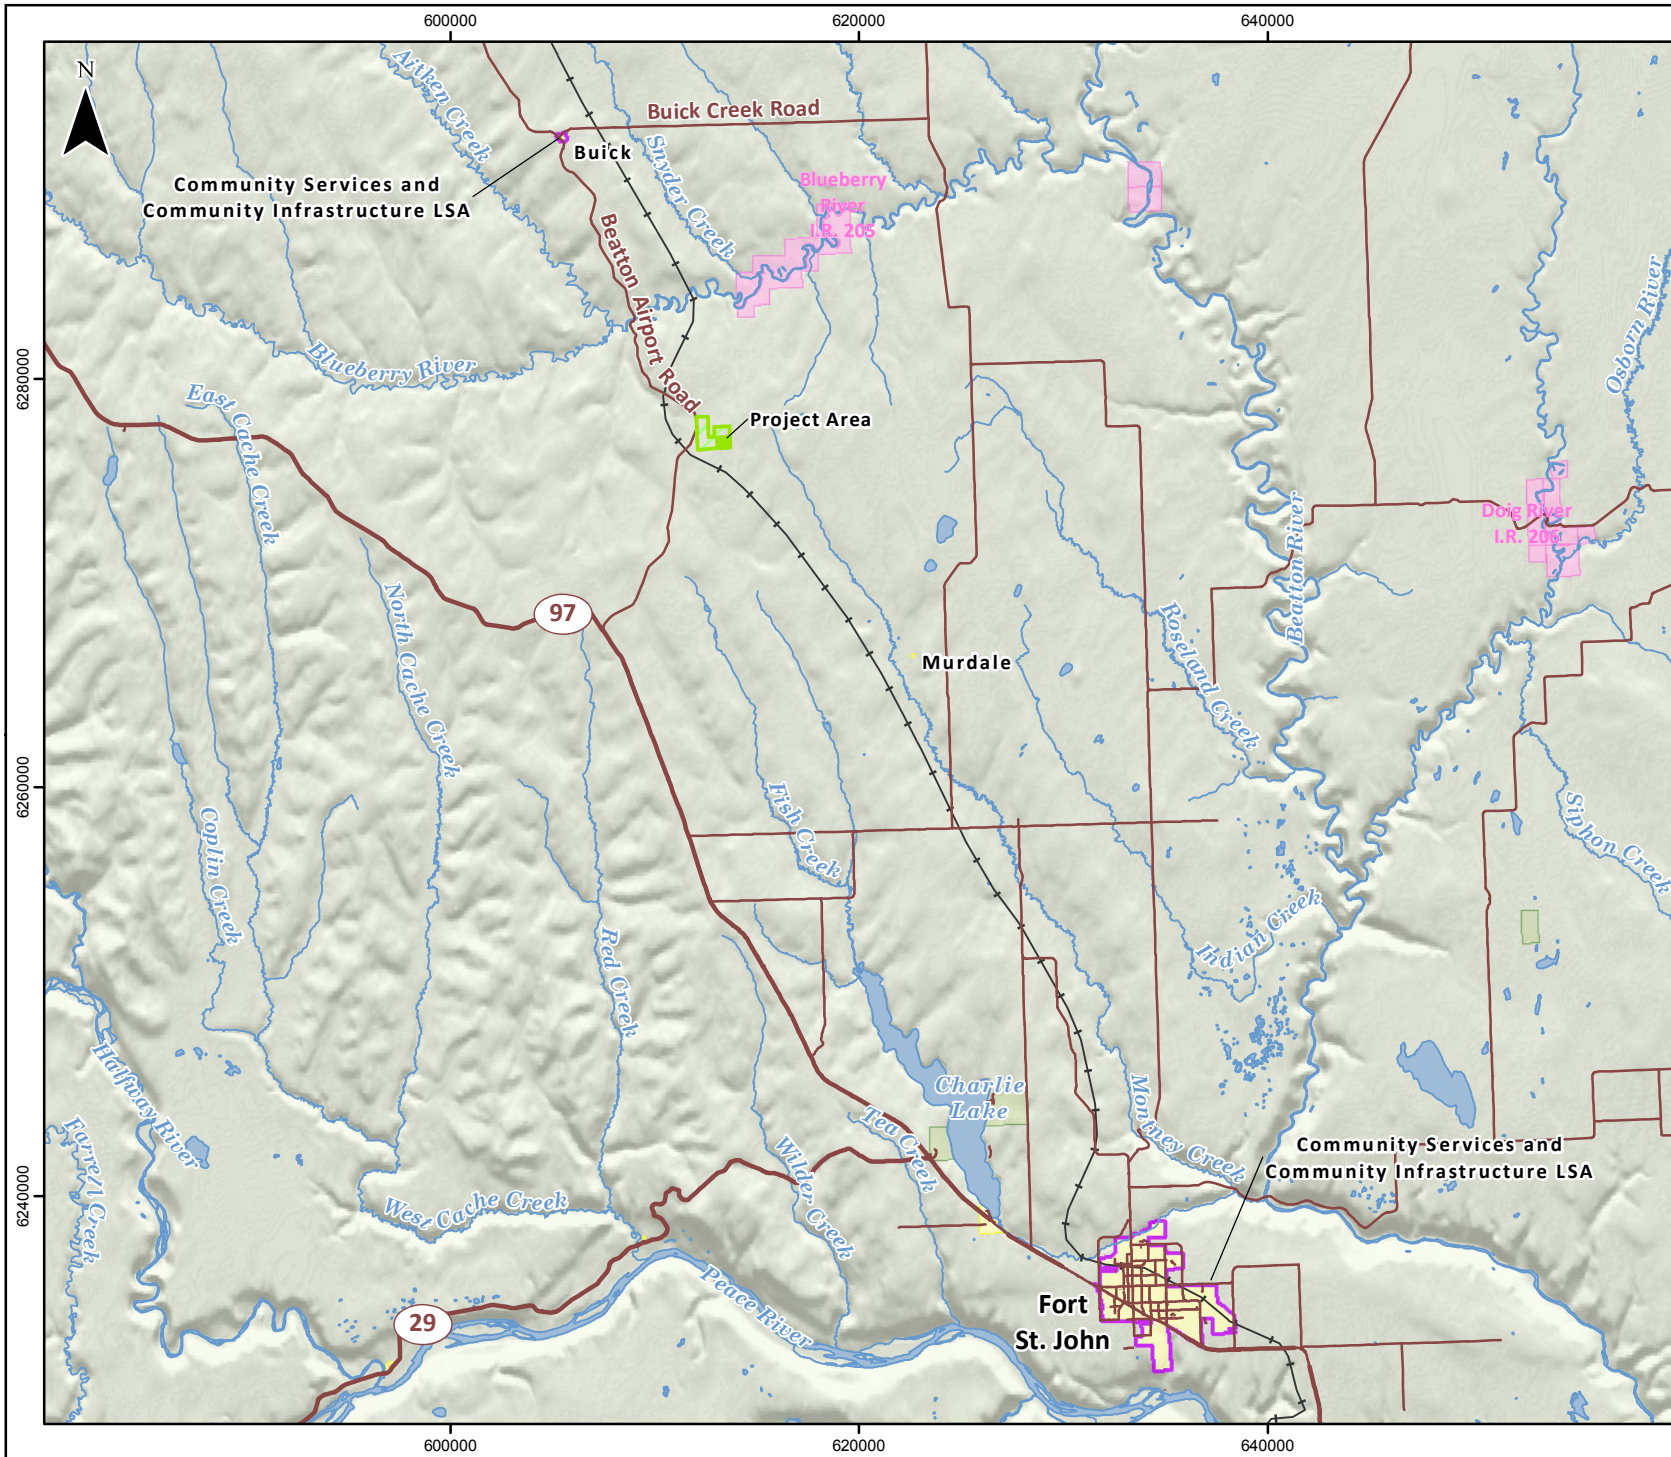 600000
620000
640000
N
Aitken Creek
Buick Creek Road
Buick
Snyder Creek
Community Services and
Community Infrastructure LSA
Blueberry
River
I.R. 205
Beatton Airport Road
Osborn River
6280000
Blueberry River
East Cache Creek
Project Area
Doig River
I.R. 206
Beatton River
97
North Cache Creek
Roseland Creek
Murdale
6260000
Coplin Creek
Fish Creek
Siphon Creek
Red Creek
Indian Creek
Halfway River
Charlie
Lake
Montney Creek
Tea Creek
Farrell Creek
Wilder Creek
Community Services and
Community Infrastructure LSA
6240000
West Cache Creek
Peace River
Fort
St. John
29
600000
620000
640000